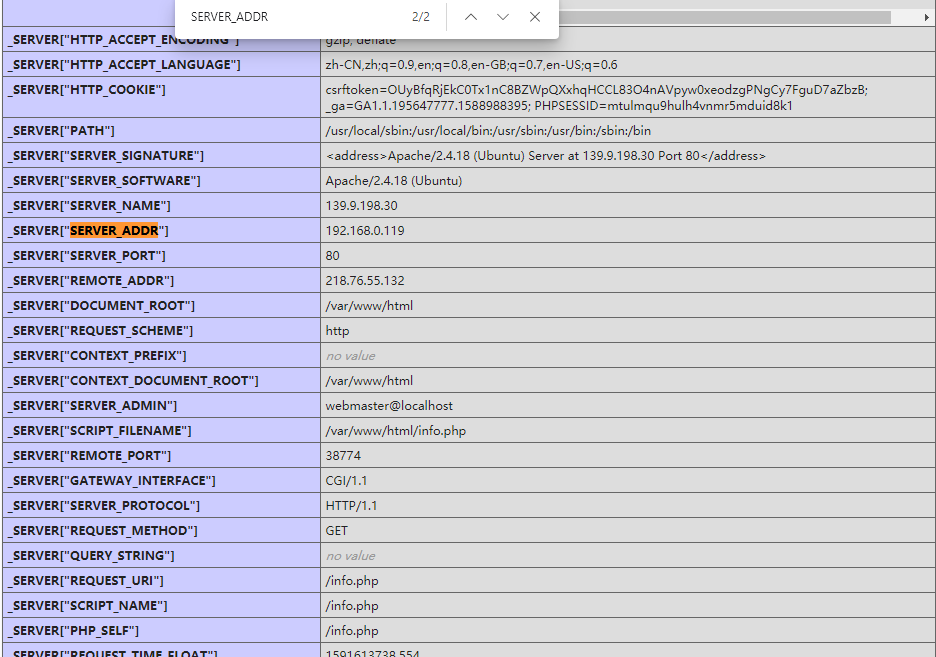 SERVER_ADDR 2/2
_SERVER["HTTP_ACCEPT_ENCODING"] gzip, deflate
_SERVER["HTTP_ACCEPT_LANGUAGE"] zh-CN,zh;q=0.9,en;q=0.8,en-GB;q=0.7,en-US;q=0.6
_SERVER["HTTP_COOKIE"] csrftoken=OUyBfqRjEkC0Tx1nC8BZWpQXxhqHCCL83O4nAVpyw0xeodzgPNgCy7FguD7aZbzB;
_ga=GA1.1.195647777.1588988395; PHPSESSID=mtulmqu9hulh4vnmr5mduid8k1
_SERVER["PATH"] /usr/local/sbin:/usr/local/bin:/usr/sbin:/usr/bin:/sbin:/bin
_SERVER["SERVER_SIGNATURE"] <address>Apache/2.4.18 (Ubuntu) Server at 139.9.198.30 Port 80</address>
_SERVER["SERVER_SOFTWARE"] Apache/2.4.18 (Ubuntu)
_SERVER["SERVER_NAME"] 139.9.198.30
_SERVER["SERVER_ADDR"] 192.168.0.119
_SERVER["SERVER_PORT"] 80
_SERVER["REMOTE_ADDR"] 218.76.55.132
_SERVER["DOCUMENT_ROOT"] /var/www/html
_SERVER["REQUEST_SCHEME"] http
_SERVER["CONTEXT_PREFIX"] no value
_SERVER["CONTEXT_DOCUMENT_ROOT"] /var/www/html
_SERVER["SERVER_ADMIN"] webmaster@localhost
_SERVER["SCRIPT_FILENAME"] /var/www/html/info.php
_SERVER["REMOTE_PORT"] 38774
_SERVER["GATEWAY_INTERFACE"] CGI/1.1
_SERVER["SERVER_PROTOCOL"] HTTP/1.1
_SERVER["REQUEST_METHOD"] GET
_SERVER["QUERY_STRING"] no value
_SERVER["REQUEST_URI"] /info.php
_SERVER["SCRIPT_NAME"] /info.php
_SERVER["PHP_SELF"] /info.php
_SERVER["REQUEST_TIME_FLOAT"] 1591613738.554